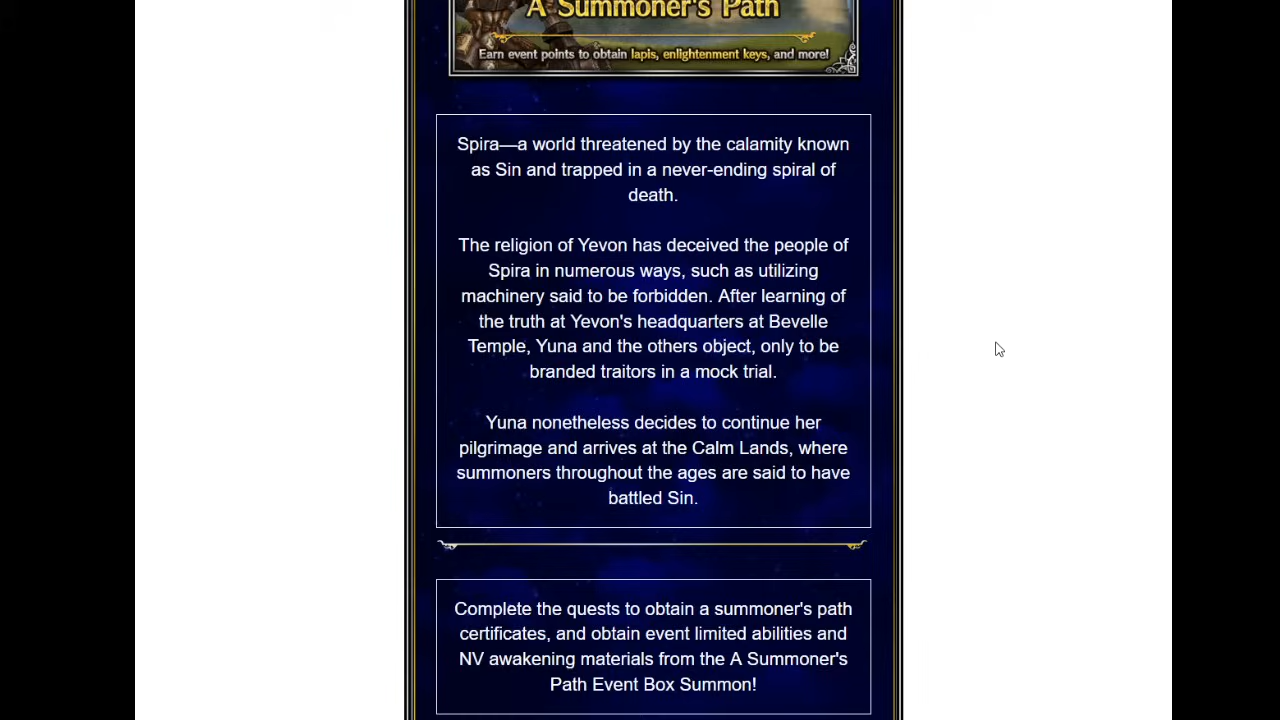 A Summoner's Path
Earn event points to obtain lapis, enlightenment keys, and more!
Spira—a world threatened by the calamity known
as Sin and trapped in a never-ending spiral of
death.
The religion of Yevon has deceived the people of
Spira in numerous ways, such as utilizing
machinery said to be forbidden. After learning of
the truth at Yevon's headquarters at Bevelle
Temple, Yuna and the others object, only to be
branded traitors in a mock trial.
Yuna nonetheless decides to continue her
pilgrimage and arrives at the Calm Lands, where
summoners throughout the ages are said to have
battled Sin.
Complete the quests to obtain a summoner's path
certificates, and obtain event limited abilities and
NV awakening materials from the A Summoner's
Path Event Box Summon!